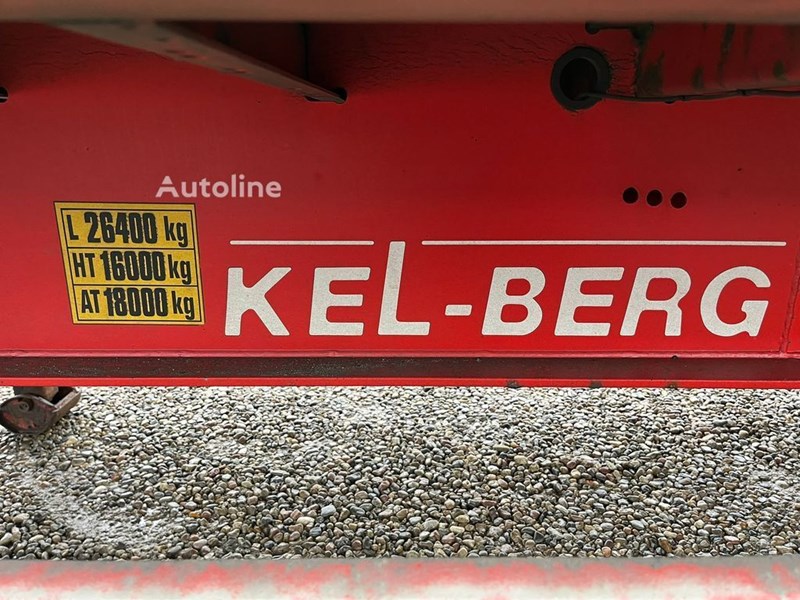 Autoline
L 26400 kg
HT 16000 kg
AT 18000 kg
KEL-BERG